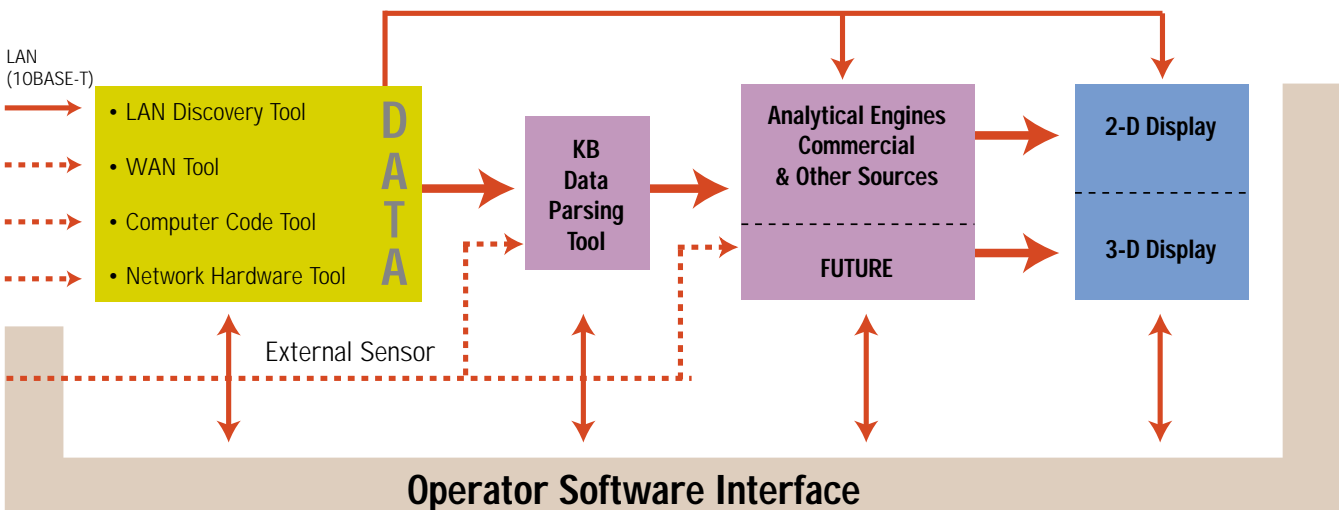 LAN
(10BASE-T)
• LAN Discovery Tool
• WAN Tool
• Computer Code Tool
• Network Hardware Tool
D
A
T
A
KB
Data
Parsing
Tool
Analytical Engines
Commercial
& Other Sources
FUTURE
2-D Display
3-D Display
External Sensor
Operator Software Interface